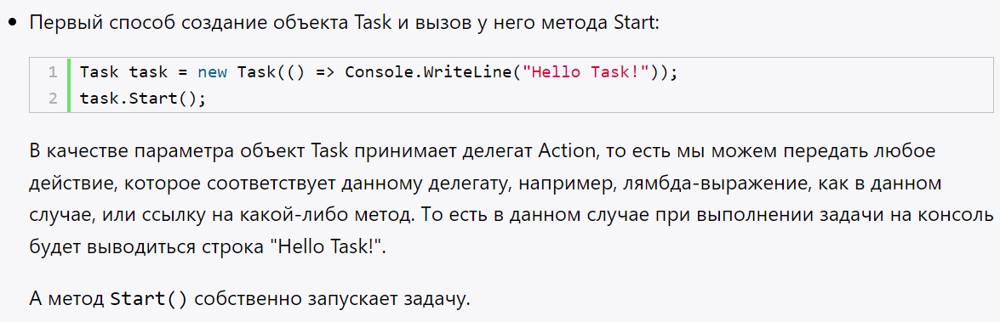 • Первый способ создание объекта Task и вызов у него метода Start:
1 Task task = new Task(() => Console.WriteLine("Hello Task!"));
2 task.Start();
В качестве параметра объект Task принимает делегат Action, то есть мы можем передать любое
действие, которое соответствует данному делегату, например, лямбда-выражение, как в данном
случае, или ссылку на какой-либо метод. То есть в данном случае при выполнении задачи на консоль
будет выводиться строка "Hello Task!".
А метод Start() собственно запускает задачу.